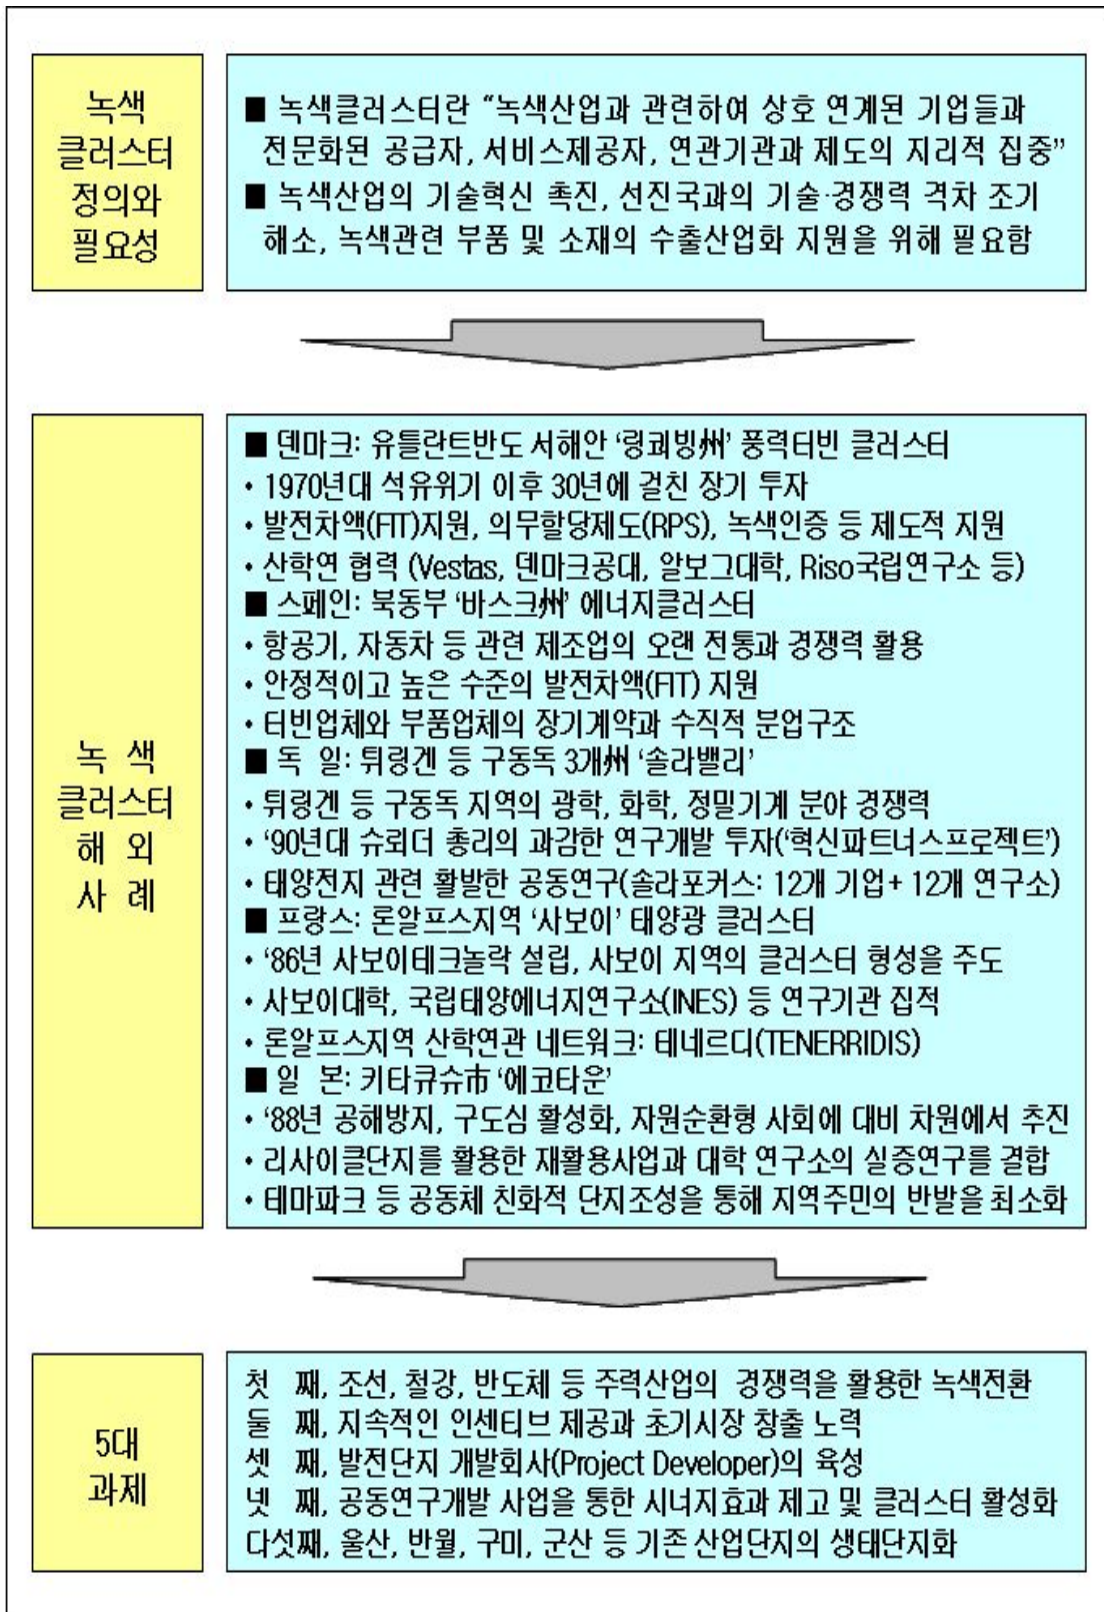 녹색
클러스터
정의와
필요성
■ 녹색클러스터란 “녹색산업과 관련하여 상호 연계된 기업들과
전문화된 공급자, 서비스제공자, 연관기관과 제도의 지리적 집중”
■ 녹색산업의 기술혁신 촉진, 선진국과의 기술·경쟁력 격차 조기
해소, 녹색관련 부품 및 소재의 수출산업화 지원을 위해 필요함
녹 색
클러스터
해 외
사 례
■ 덴마크: 유틀란트반도 서해안 ‘링쾨빙州’ 풍력터빈 클러스터
• 1970년대 석유위기 이후 30년에 걸친 장기 투자
• 발전차액(FIT)지원, 의무할당제도(RPS), 녹색인증 등 제도적 지원
• 산학연 협력 (Vestas, 덴마크공대, 알보그대학, Riso국립연구소 등)
■ 스페인: 북동부 ‘바스크州’ 에너지클러스터
• 항공기, 자동차 등 관련 제조업의 오랜 전통과 경쟁력 활용
• 안정적이고 높은 수준의 발전차액(FIT) 지원
• 터빈업체와 부품업체의 장기계약과 수직적 분업구조
■ 독 일: 튀링겐 등 구동독 3개州 ‘솔라밸리’
• 튀링겐 등 구동독 지역의 광학, 화학, 정밀기계 분야 경쟁력
• ‘90년대 슈뢰더 총리의 과감한 연구개발 투자(‘혁신파트너스프로젝트’)
• 태양전지 관련 활발한 공동연구(솔라포커스: 12개 기업+ 12개 연구소)
■ 프랑스: 론알프스지역 ‘사보이’ 태양광 클러스터
• ‘86년 사보이테크놀락 설립, 사보이 지역의 클러스터 형성을 주도
• 사보이대학, 국립태양에너지연구소(INES) 등 연구기관 집적
• 론알프스지역 산학연관 네트워크: 테네르디(TENERRIDIS)
■ 일 본: 키타큐슈市 ‘에코타운’
• ‘88년 공해방지, 구도심 활성화, 자원순환형 사회에 대비 차원에서 추진
• 리사이클단지를 활용한 재활용사업과 대학 연구소의 실증연구를 결합
• 테마파크 등 공동체 친화적 단지조성을 통해 지역주민의 반발을 최소화
5대
과제
첫 째, 조선, 철강, 반도체 등 주력산업의 경쟁력을 활용한 녹색전환
둘 째, 지속적인 인센티브 제공과 초기시장 창출 노력
셋 째, 발전단지 개발회사(Project Developer)의 육성
넷 째, 공동연구개발 사업을 통한 시너지효과 제고 및 클러스터 활성화
다섯째, 울산, 반월, 구미, 군산 등 기존 산업단지의 생태단지화